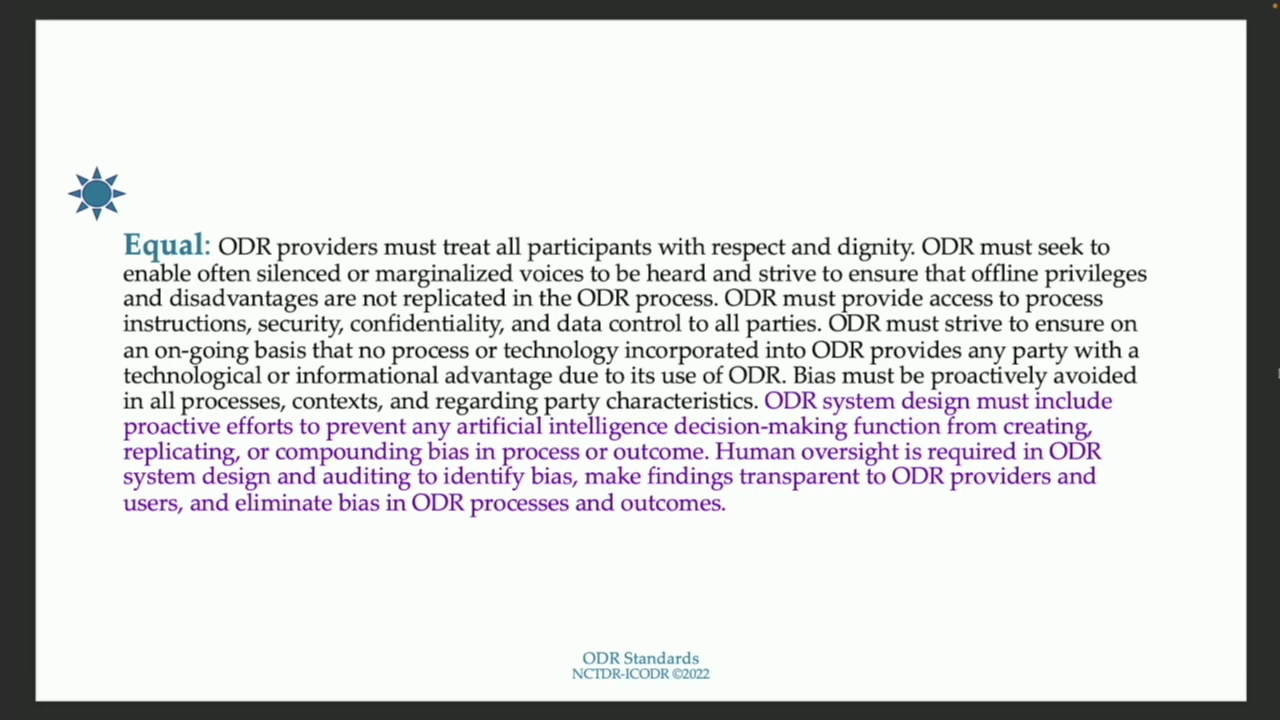 Equal: ODR providers must treat all participants with respect and dignity. ODR must seek to
enable often silenced or marginalized voices to be heard and strive to ensure that offline privileges
and disadvantages are not replicated in the ODR process. ODR must provide access to process
instructions, security, confidentiality, and data control to all parties. ODR must strive to ensure on
an on-going basis that no process or technology incorporated into ODR provides any party with a
technological or informational advantage due to its use of ODR. Bias must be proactively avoided
in all processes, contexts, and regarding party characteristics. ODR system design must include
proactive efforts to prevent any artificial intelligence decision-making function from creating,
replicating, or compounding bias in process or outcome. Human oversight is required in ODR
system design and auditing to identify bias, make findings transparent to ODR providers and
users, and eliminate bias in ODR processes and outcomes.
ODR Standards
NCTDR-ICODR ©2022